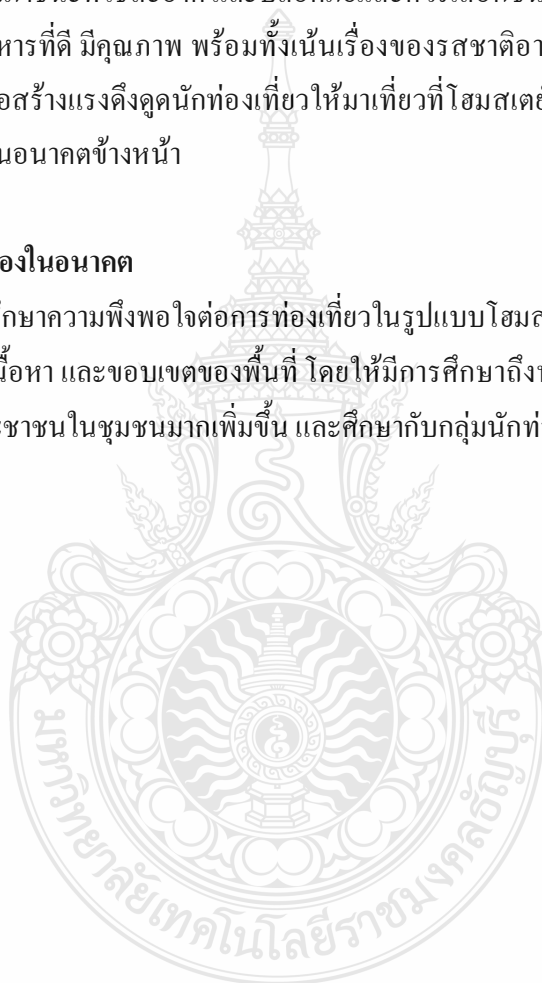 หารที่ดี มีคุณภาพ พร้อมทั้งเน้นเรื่องของรสชาติอา
อสร้างแรงดึงดูดนักท่องเที่ยวให้มาเที่ยวที่โฮมสเตย์
นอนาคตข้างหน้า
องในอนาคต
กษาความพึงพอใจต่อการท่องเที่ยวในรูปแบบโฮมส
นื้อหา และขอบเขตของพื้นที่ โดยให้มีการศึกษาถึง
ะชาชนในชุมชนมากเพิ่มขึ้น และศึกษากับกลุ่มนักท่
มหาวิทยาลัยเทคโนโลยีราชมงคลธัญบุรี